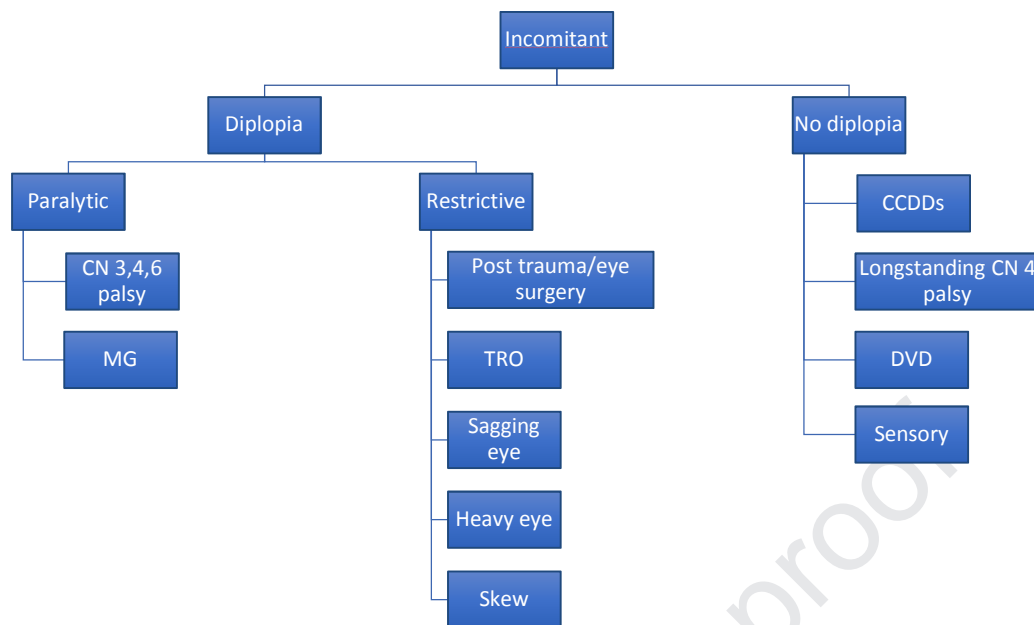 Incomitant
Diplopia
No diplopia
Paralytic
Restrictive
CCDDs
CN 3,4,6
palsy
Post trauma/eye
surgery
Longstanding CN 4
palsy
MG
TRO
DVD
Sagging
eye
Sensory
Heavy eye
Skew
proof